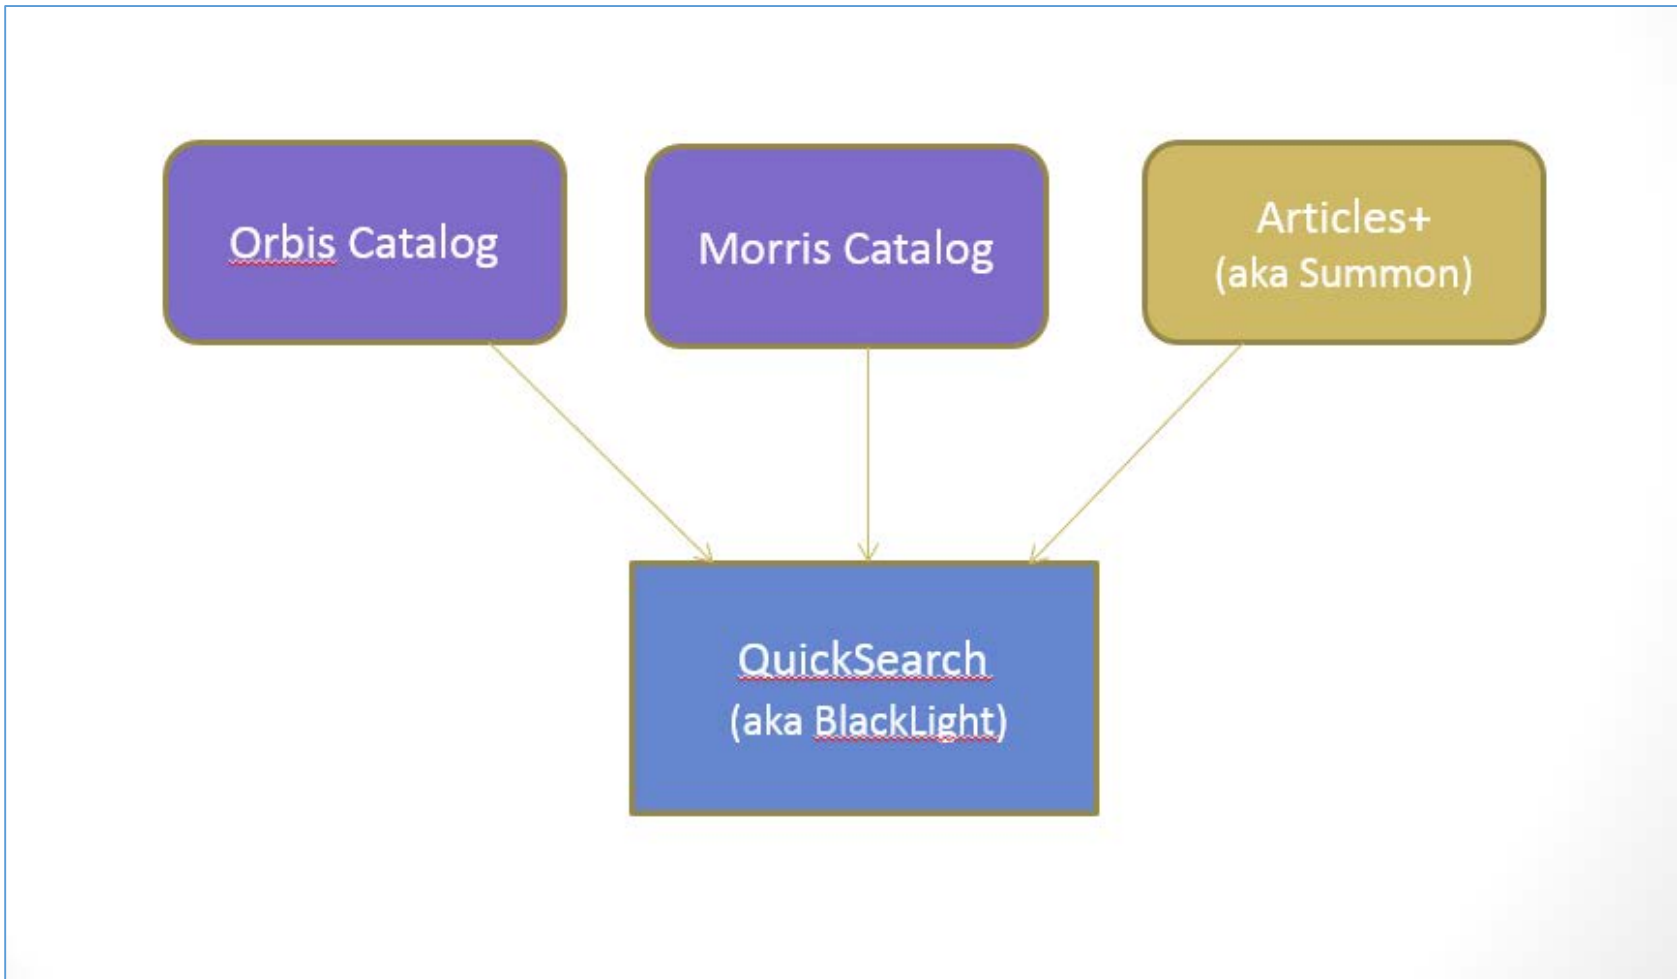 Orbis Catalog
Morris Catalog
Articles+
(aka Summon)
QuickSearch
(aka BlackLight)